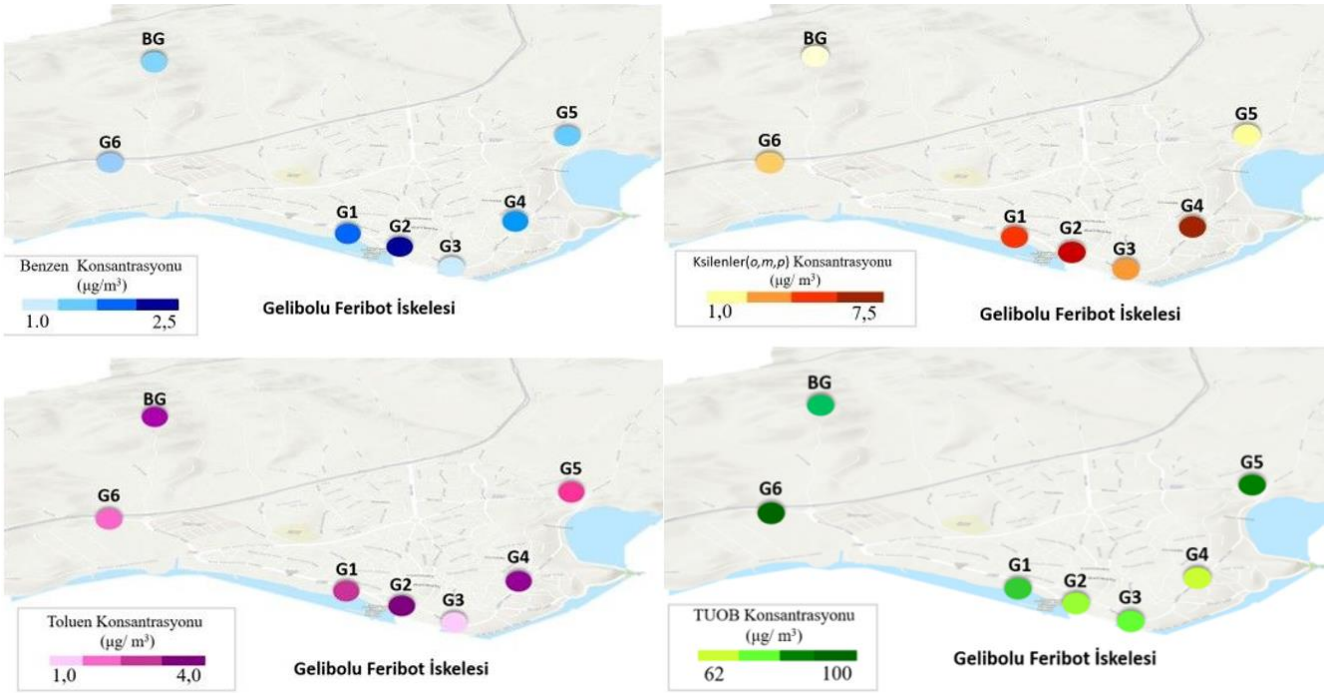 BG
G5
G6
G1
G2
G4
G3
Benzen Konsantrasyonu
(µg/m³)
1.0 2,5
Gelibolu Feribot İskelesi
BG
G5
G6
G1
G2
G4
G3
Ksilenler(o,m,p) Konsantrasyonu
(µg/ m³)
1,0 7,5
Gelibolu Feribot İskelesi
BG
G5
G6
G1
G2
G4
G3
Toluen Konsantrasyonu
(µg/ m³)
1,0 4,0
Gelibolu Feribot İskelesi
BG
G5
G6
G1
G2
G4
G3
TUOB Konsantrasyonu
(µg/ m³)
62 100
Gelibolu Feribot İskelesi